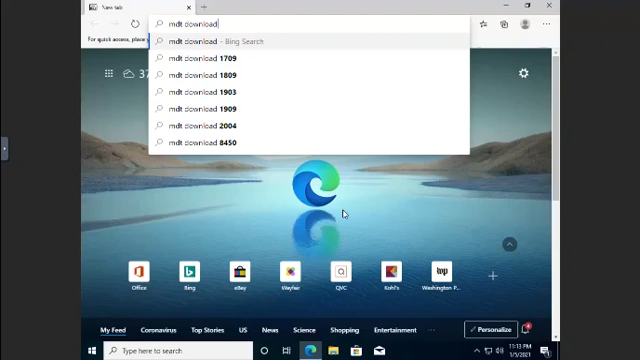 New tab
mdt download
For quick access, place y
mdt download – Bing Search
mdt download 1709
mdt download 1809
mdt download 1903
mdt download 1909
mdt download 2004
mdt download 8450
37
Office
Bing
eBay
Wayfair
QVC
Kohl's
Washington P...
My Feed
Coronavirus
Top Stories
US
News
Science
Shopping
Entertainment
Personalize
Type here to search
11:13 PM
1/5/2021